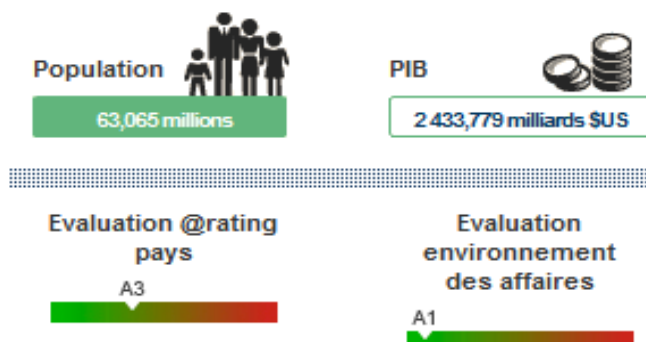 Population
PIB
63,065 millions
2 433,779 milliards $US
Evaluation @rating
pays
Evaluation
environnement
des affaires
A3
A1